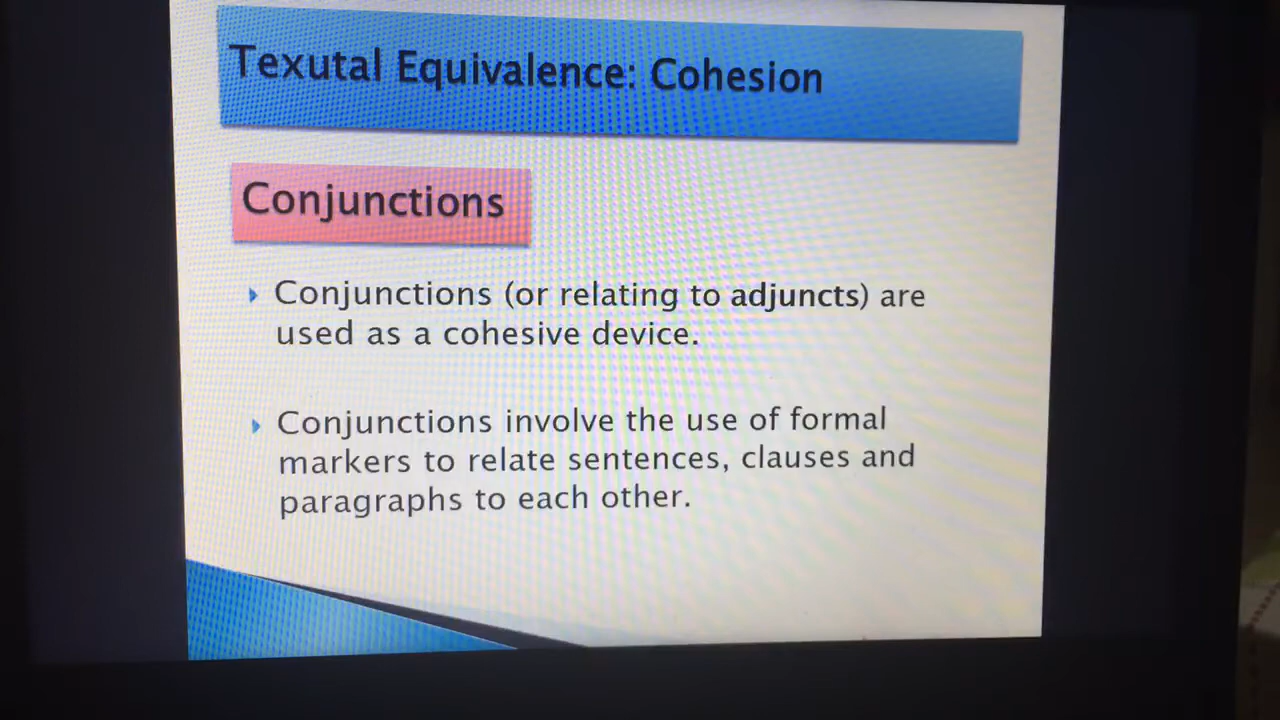 Texutal Equivalence: Cohesion
Conjunctions
Conjunctions (or relating to adjuncts) are
used as a cohesive device.
Conjunctions involve the use of formal
markers to relate sentences, clauses and
paragraphs to each other.